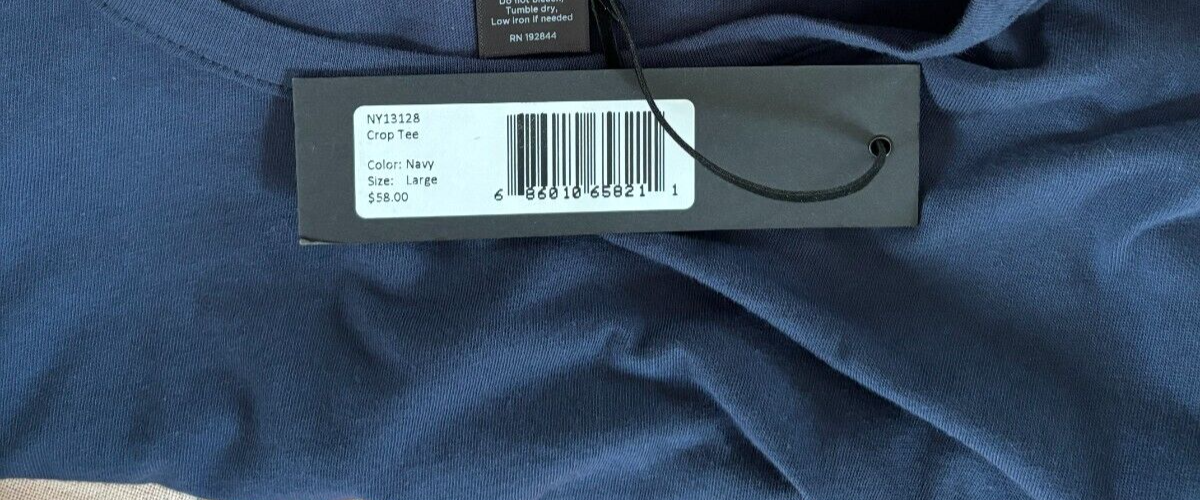 Do not bleach,
Tumble dry,
Low iron if needed
RN 192844
NY13128
Crop Tee
Color: Navy
Size: Large
$58.00
6 86010 65821 1